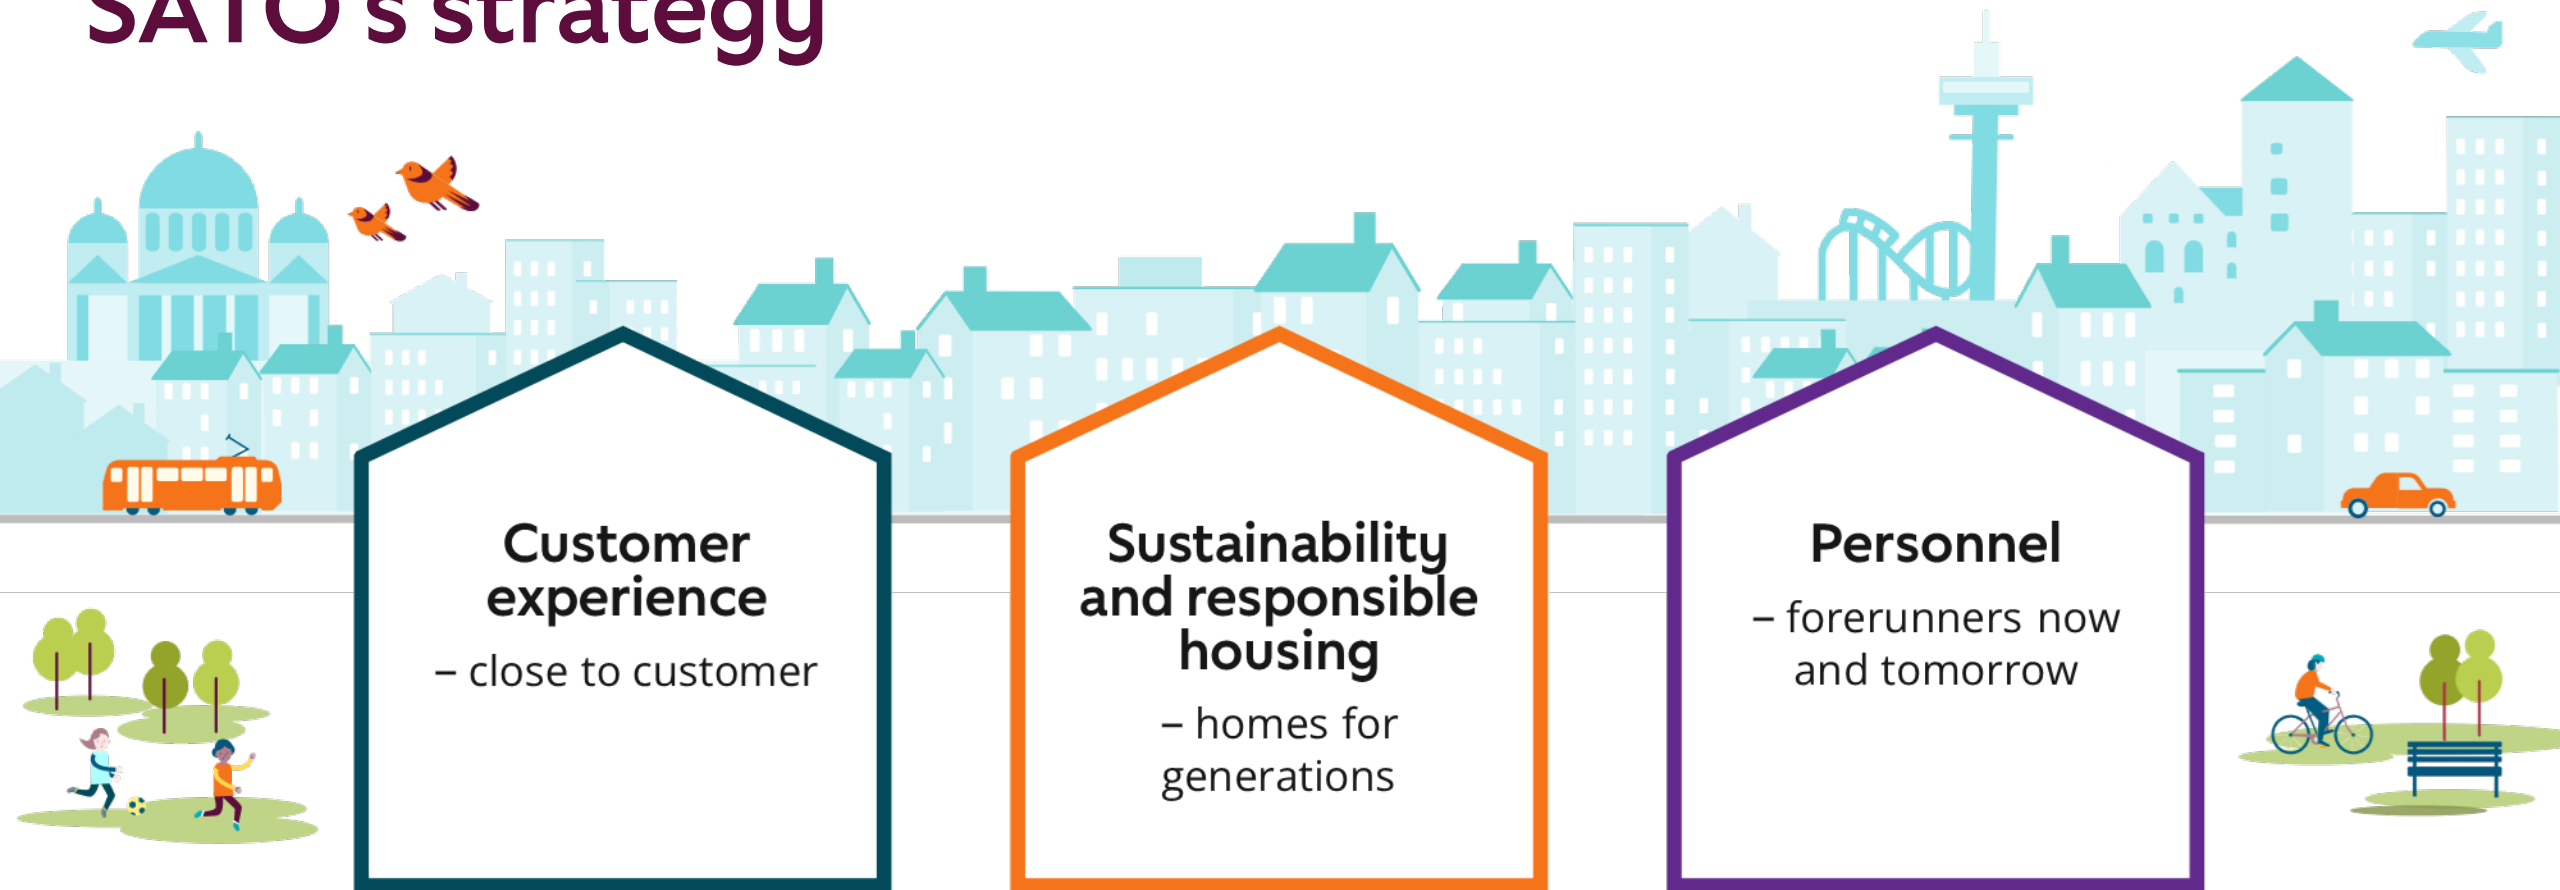 SATO's strategy
Customer
experience
– close to customer
Sustainability
and responsible
housing
– homes for
generations
Personnel
– forerunners now
and tomorrow